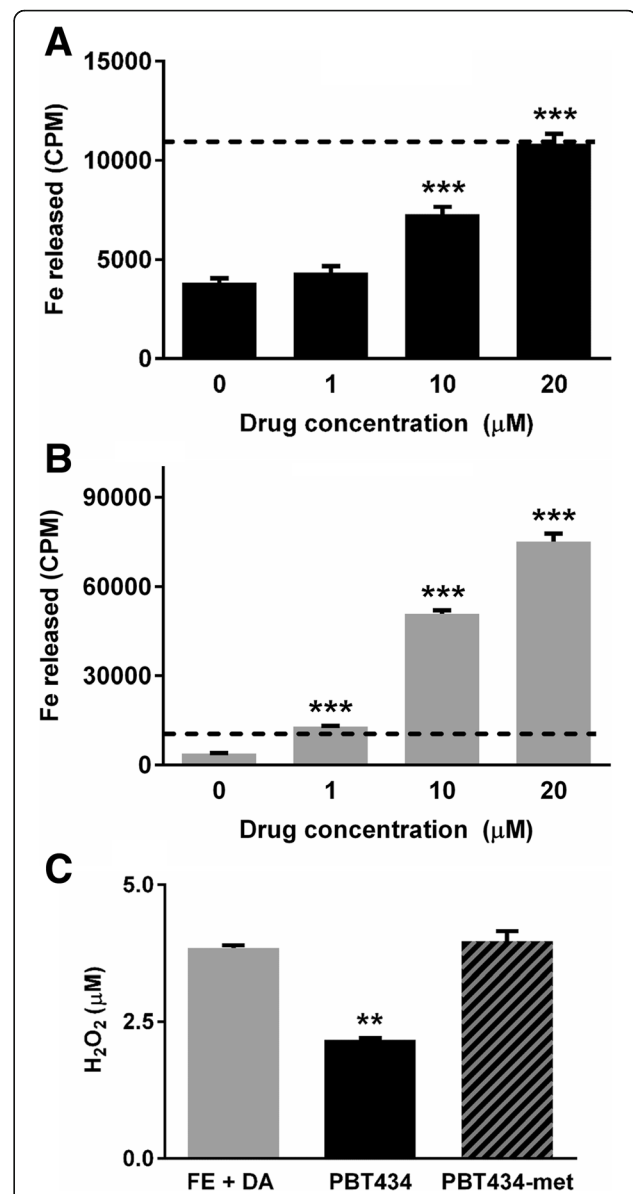 A
15000
10000
5000
0
Fe released (CPM)
***
***
0 1 10 20
Drug concentration (μM)
B
90000
60000
30000
0
Fe released (CPM)
***
***
***
0 1 10 20
Drug concentration (μM)
C
5.0
2.5
0.0
H₂O₂ (μM)
**
FE + DA PBT434 PBT434-met